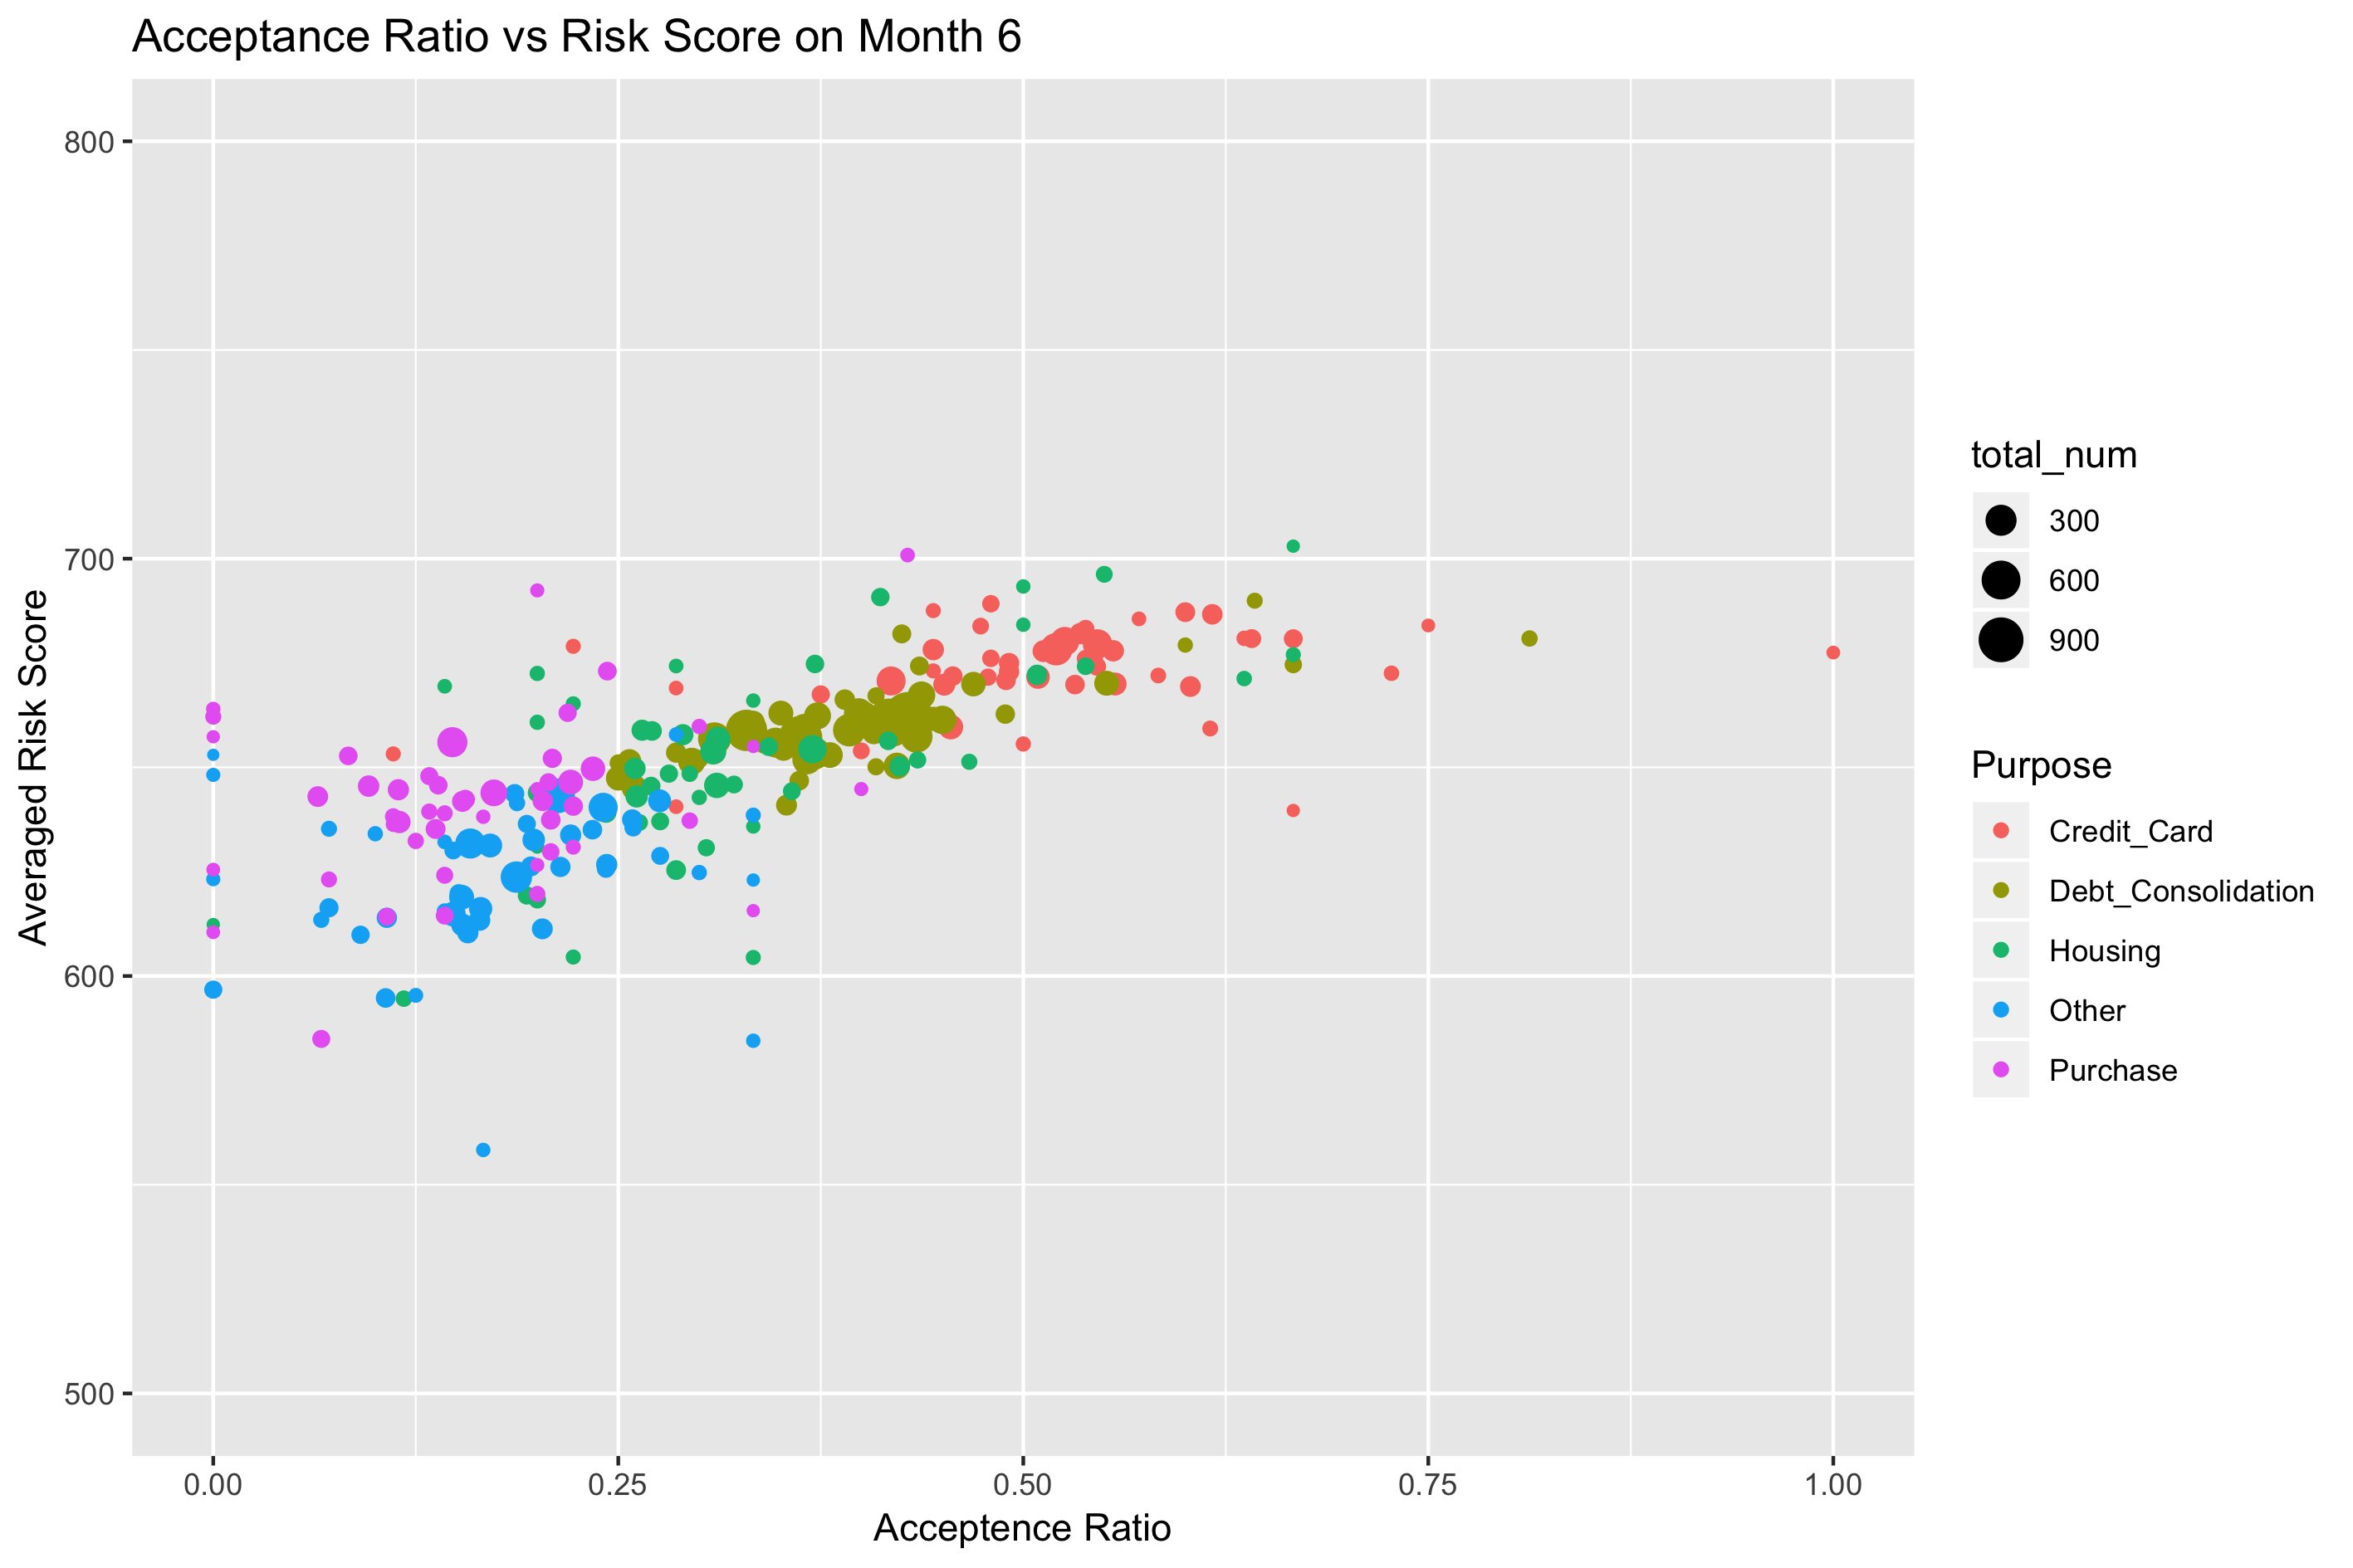 Acceptance Ratio vs Risk Score on Month 6
800
700
600
500
Averaged Risk Score
0.00 0.25 0.50 0.75 1.00
Acceptence Ratio
total_num
300
600
900
Purpose
Credit_Card
Debt_Consolidation
Housing
Other
Purchase